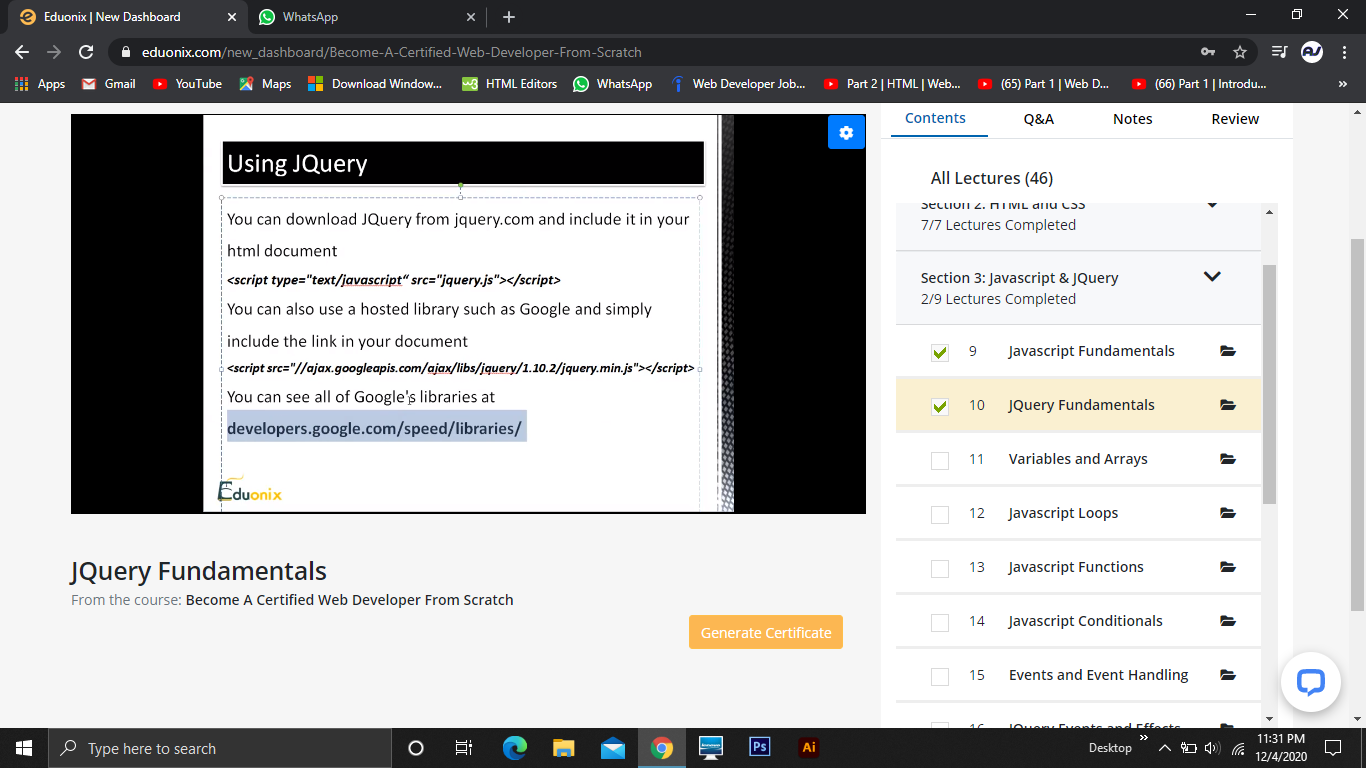 Eduonix | New Dashboard
WhatsApp
eduonix.com/new_dashboard/Become-A-Certified-Web-Developer-From-Scratch
Apps
Gmail
YouTube
Maps
Download Window...
HTML Editors
WhatsApp
Web Developer Job...
Part 2 | HTML | Web...
(65) Part 1 | Web D...
(66) Part 1 | Introdu...
Using JQuery
You can download JQuery from jquery.com and include it in your
html document
<script type="text/javascript“ src="jquery.js"></script>
You can also use a hosted library such as Google and simply
include the link in your document
<script src="//ajax.googleapis.com/ajax/libs/jquery/1.10.2/jquery.min.js"></script>
You can see all of Google's libraries at
developers.google.com/speed/libraries/
Eduonix
JQuery Fundamentals
From the course: Become A Certified Web Developer From Scratch
Generate Certificate
Contents
Q&A
Notes
Review
All Lectures (46)
Section 2: HTML and CSS
7/7 Lectures Completed
Section 3: Javascript & JQuery
2/9 Lectures Completed
9 Javascript Fundamentals
10 JQuery Fundamentals
11 Variables and Arrays
12 Javascript Loops
13 Javascript Functions
14 Javascript Conditionals
15 Events and Event Handling
16 JQuery Events and Effects
Type here to search
Ps
Ai
Desktop
11:31 PM
12/4/2020